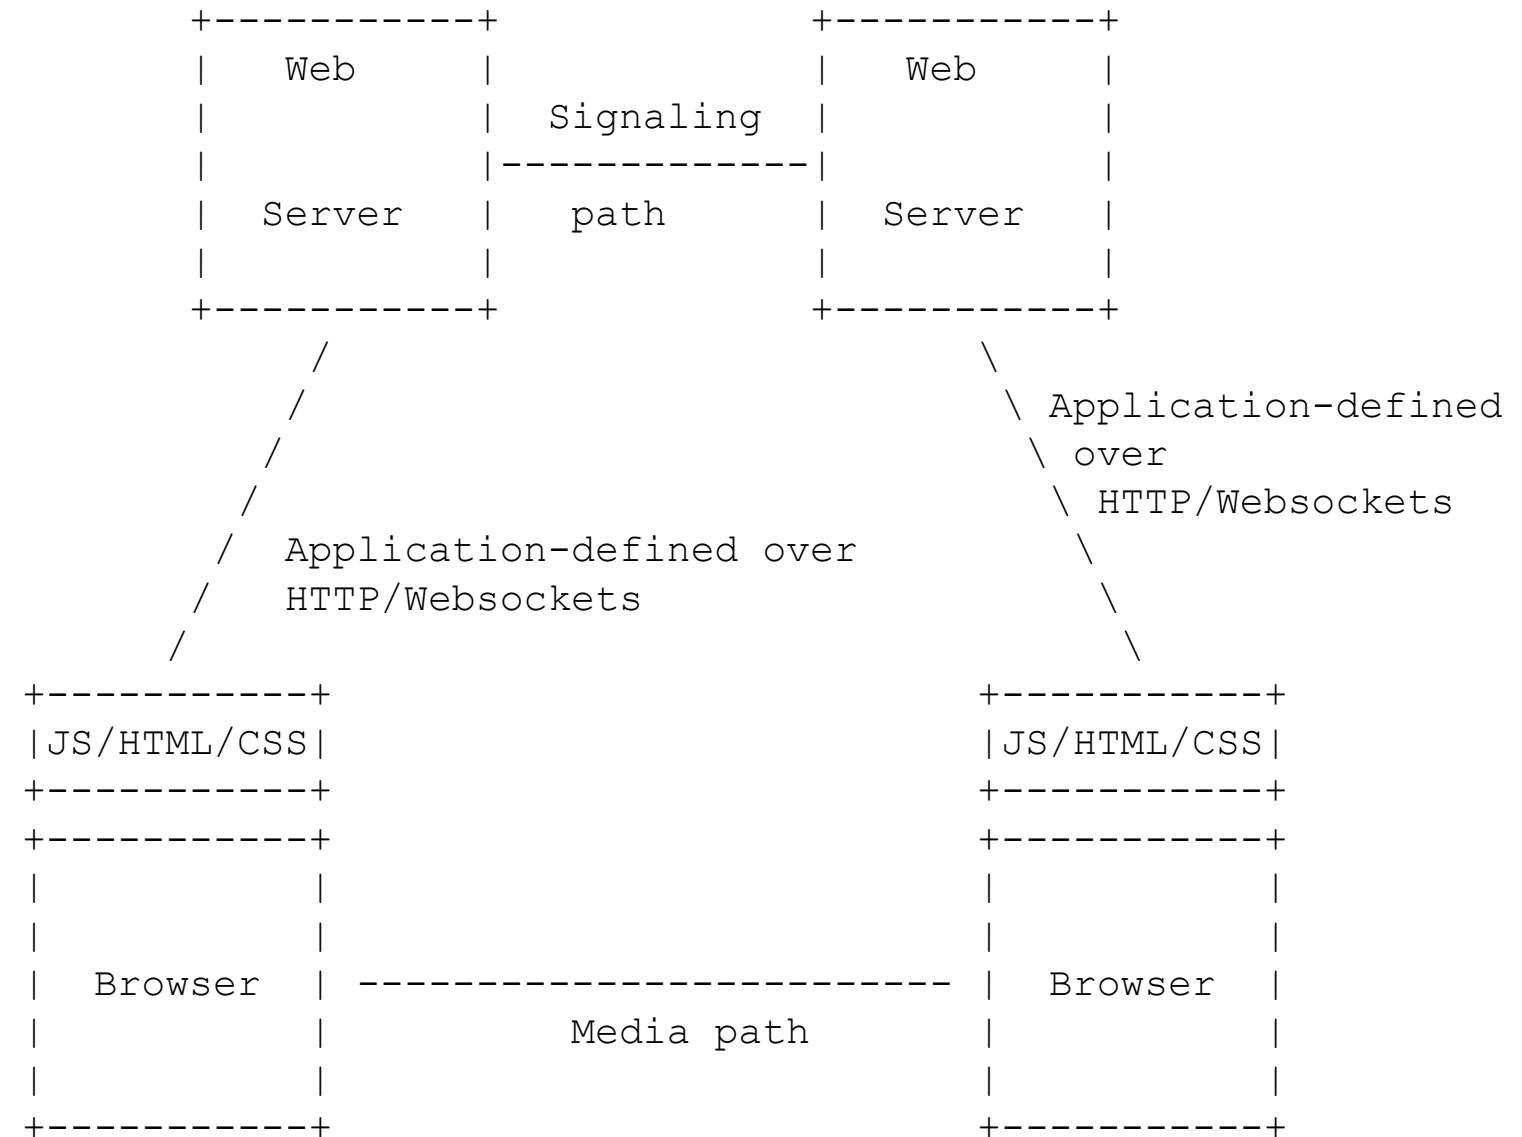 Web Web
Signaling
Server path Server
Application-defined
over
HTTP/Websockets
Application-defined over
HTTP/Websockets
JS/HTML/CSS JS/HTML/CSS
Browser Browser
Media path